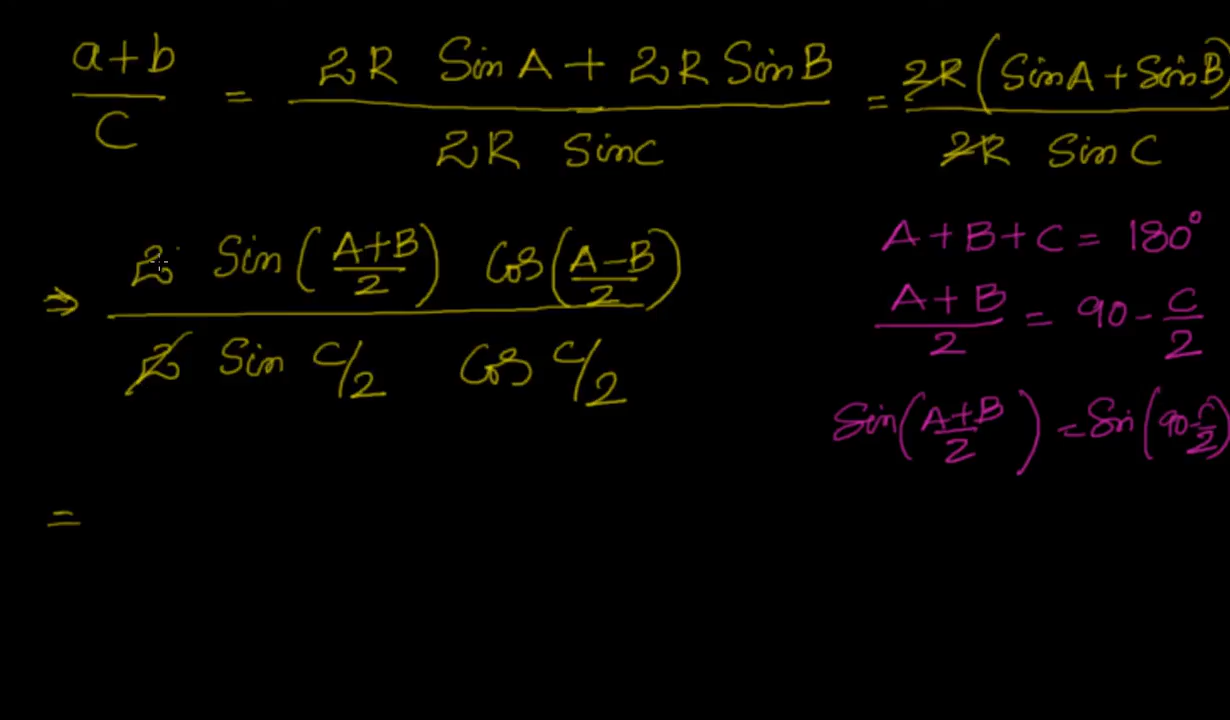 a+b / C = 2R Sin A + 2R Sin B / 2R Sin C = 2R (Sin A + Sin B) / 2R Sin C
⇒ 2 Sin (A+B / 2) Cos (A−B / 2) / 2 Sin C/2 Cos C/2
A + B + C = 180°
A + B / 2 = 90 - C / 2
Sin (A+B / 2) = Sin (90 - C / 2)
=